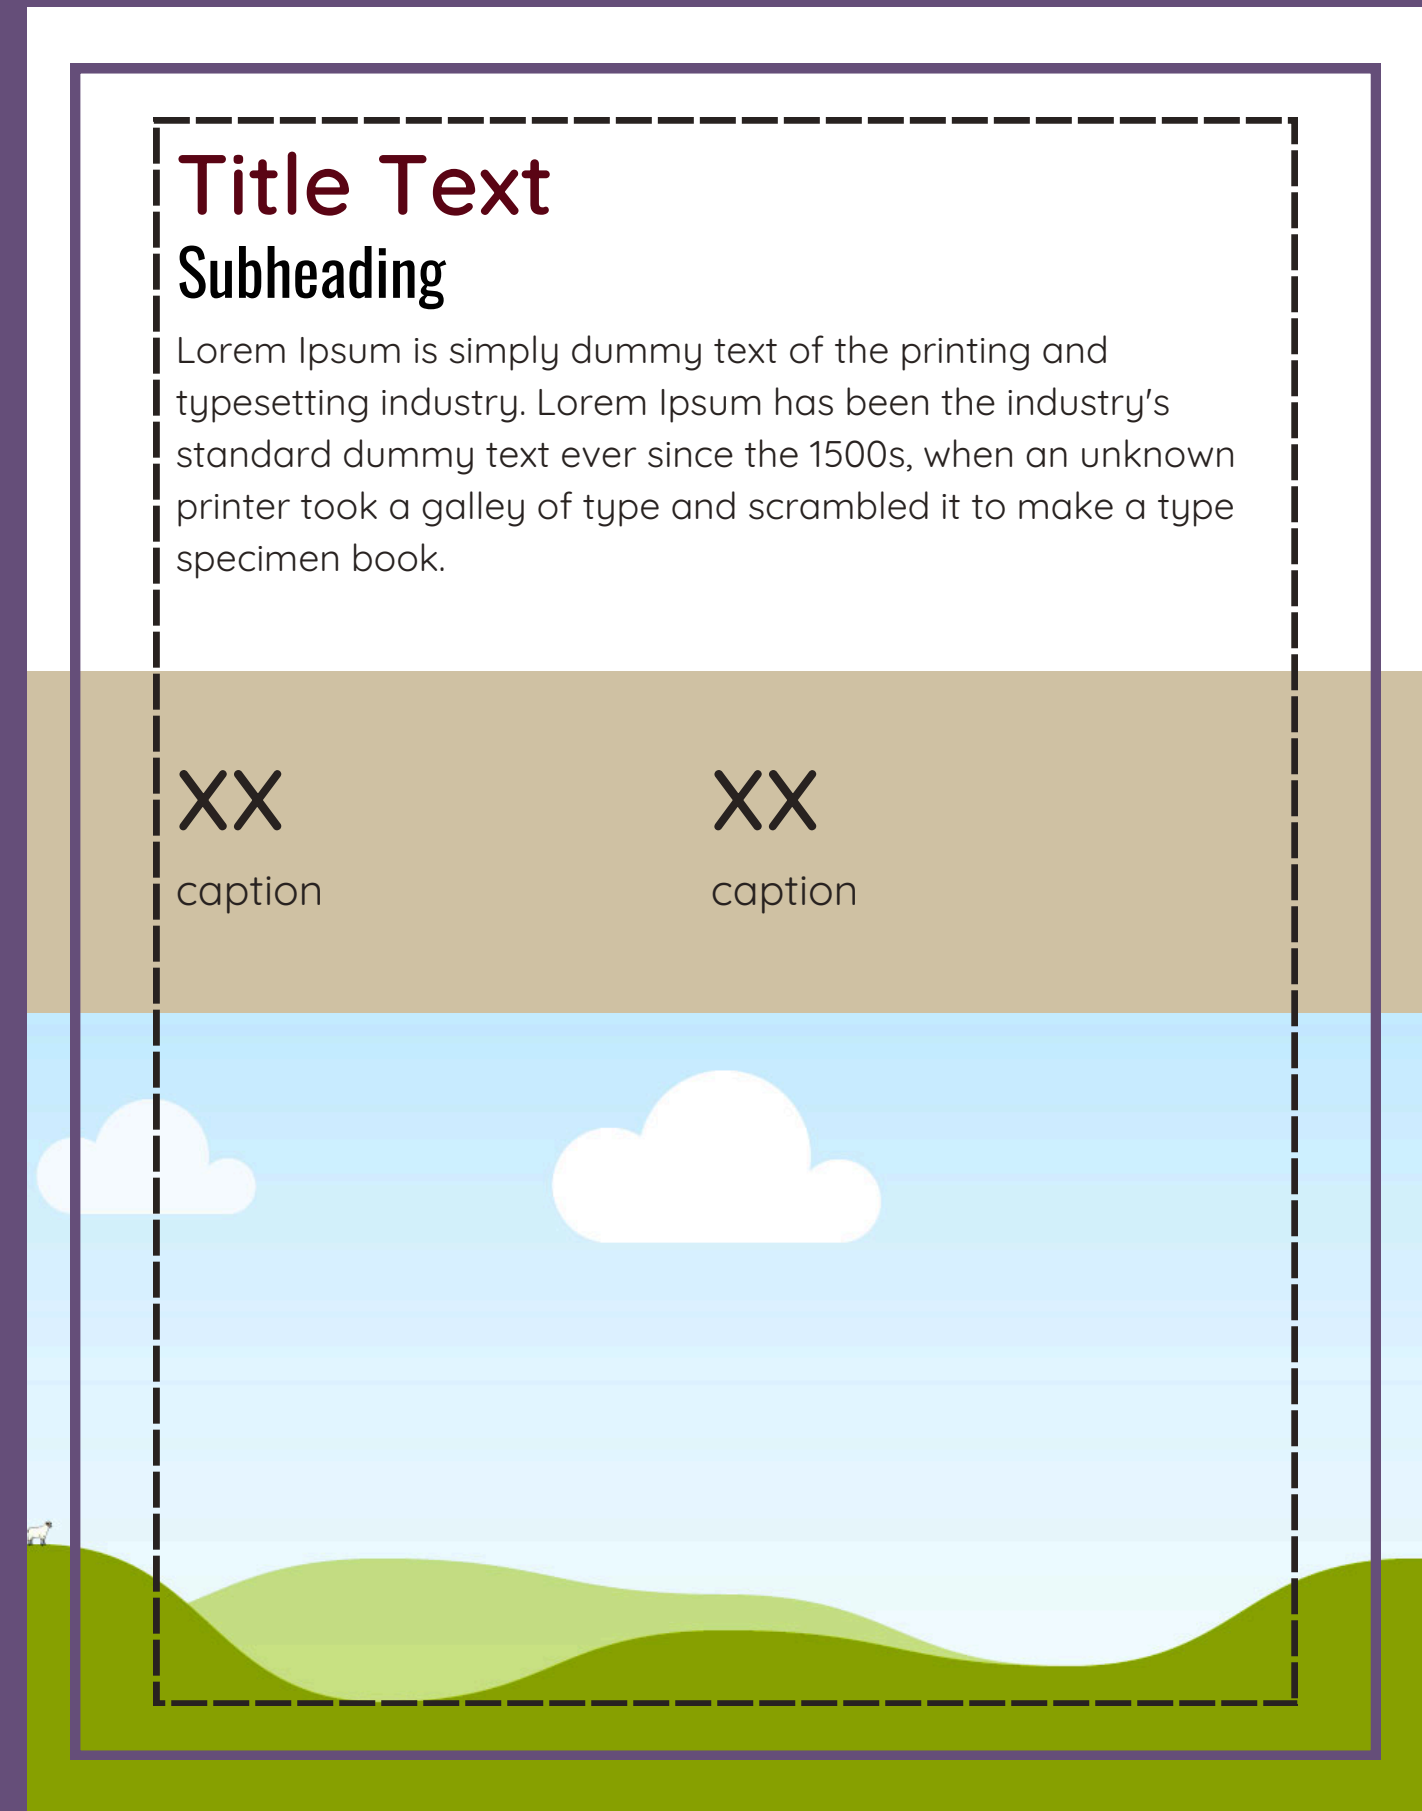 Title Text
Subheading
Lorem Ipsum is simply dummy text of the printing and
typesetting industry. Lorem Ipsum has been the industry's
standard dummy text ever since the 1500s, when an unknown
printer took a galley of type and scrambled it to make a type
specimen book.
XX
caption
XX
caption